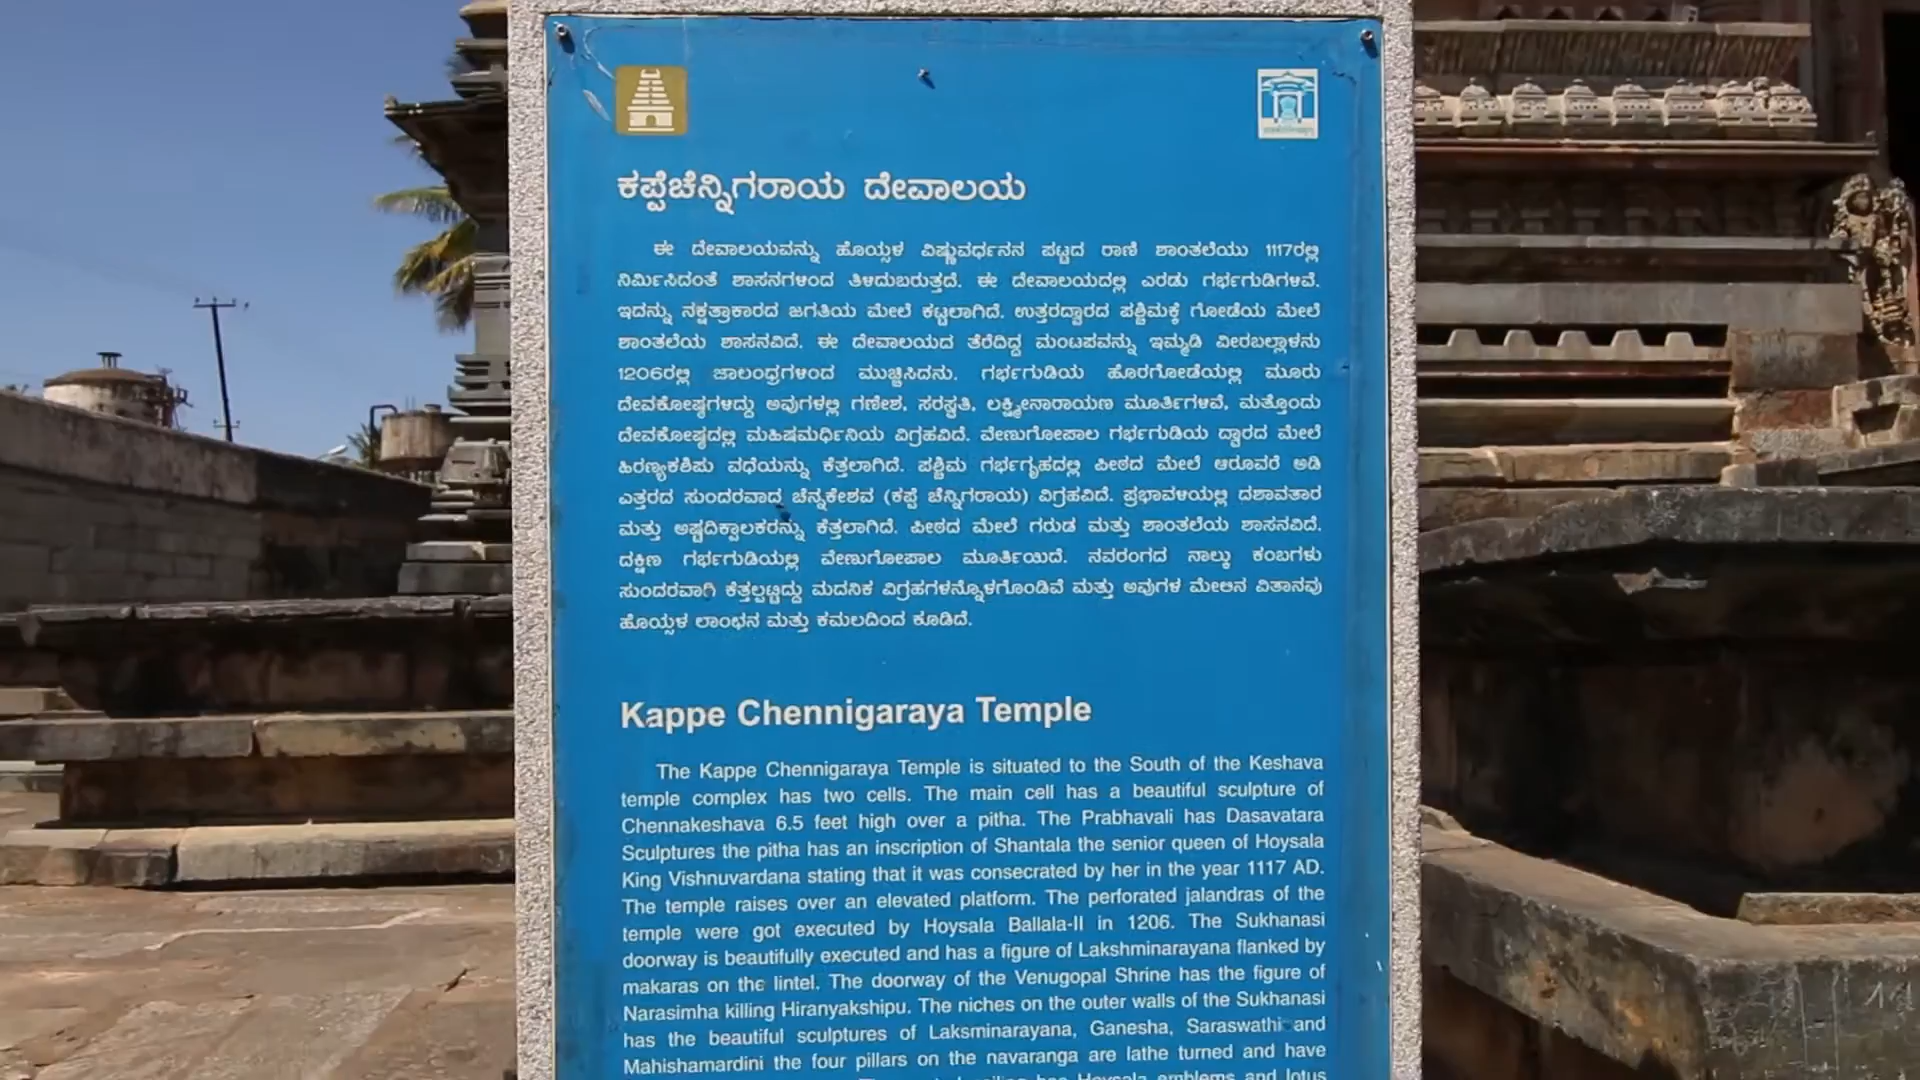 ಕಪ್ಪೆಚೆನ್ನಿಗರಾಯ ದೇವಾಲಯ
ಈ ದೇವಾಲಯವನ್ನು ಹೊಯ್ಸಳ ವಿಷ್ಣುವರ್ಧನನ ಪಟ್ಟದ ರಾಣಿ ಶಾಂತಲೆಯು 1117ರಲ್ಲಿ
ನಿರ್ಮಿಸಿದಂತೆ ಶಾಸನಗಳಿಂದ ತಿಳಿದುಬರುತ್ತದೆ. ಈ ದೇವಾಲಯದಲ್ಲಿ ಎರಡು ಗರ್ಭಗುಡಿಗಳಿವೆ.
ಇದನ್ನು ನಕ್ಷತ್ರಾಕಾರದ ಜಗತಿಯ ಮೇಲೆ ಕಟ್ಟಲಾಗಿದೆ. ಉತ್ತರದ್ವಾರದ ಪಶ್ಚಿಮಕ್ಕೆ ಗೋಡೆಯ ಮೇಲೆ
ಶಾಂತಲೆಯ ಶಾಸನವಿದೆ. ಈ ದೇವಾಲಯದ ತೆರೆದಿದ್ದ ಮಂಟಪವನ್ನು ಇಮ್ಮಡಿ ವೀರಬಲ್ಲಾಳನು
1206ರಲ್ಲಿ ಜಾಲಂಧ್ರಗಳಿಂದ ಮುಚ್ಚಿಸಿದನು. ಗರ್ಭಗುಡಿಯ ಹೊರಗೋಡೆಯಲ್ಲಿ ಮೂರು
ದೇವಕೋಷ್ಠಗಳಿದ್ದು ಅವುಗಳಲ್ಲಿ ಗಣೇಶ, ಸರಸ್ವತಿ, ಲಕ್ಷ್ಮೀನಾರಾಯಣ ಮೂರ್ತಿಗಳಿವೆ, ಮತ್ತೊಂದು
ದೇವಕೋಷ್ಠದಲ್ಲಿ ಮಹಿಷಮರ್ಧಿನಿಯ ವಿಗ್ರಹವಿದೆ. ವೇಣುಗೋಪಾಲ ಗರ್ಭಗುಡಿಯ ದ್ವಾರದ ಮೇಲೆ
ಹಿರಣ್ಯಕಶಿಪು ವಧೆಯನ್ನು ಕೆತ್ತಲಾಗಿದೆ. ಪಶ್ಚಿಮ ಗರ್ಭಗೃಹದಲ್ಲಿ ಪೀಠದ ಮೇಲೆ ಆರೂವರೆ ಅಡಿ
ಎತ್ತರದ ಸುಂದರವಾದ ಚೆನ್ನಕೇಶವ (ಕಪ್ಪೆ ಚೆನ್ನಿಗರಾಯ) ವಿಗ್ರಹವಿದೆ. ಪ್ರಭಾವಳಿಯಲ್ಲಿ ದಶಾವತಾರ
ಮತ್ತು ಅಷ್ಟದಿಕ್ಪಾಲಕರನ್ನು ಕೆತ್ತಲಾಗಿದೆ. ಪೀಠದ ಮೇಲೆ ಗರುಡ ಮತ್ತು ಶಾಂತಲೆಯ ಶಾಸನವಿದೆ.
ದಕ್ಷಿಣ ಗರ್ಭಗುಡಿಯಲ್ಲಿ ವೇಣುಗೋಪಾಲ ಮೂರ್ತಿಯಿದೆ. ನವರಂಗದ ನಾಲ್ಕು ಕಂಬಗಳು
ಸುಂದರವಾಗಿ ಕೆತ್ತಲ್ಪಟ್ಟಿದ್ದು ಮದನಿಕ ವಿಗ್ರಹಗಳನ್ನೊಳಗೊಂಡಿವೆ ಮತ್ತು ಅವುಗಳ ಮೇಲಿನ ವಿತಾನವು
ಹೊಯ್ಸಳ ಲಾಂಛನ ಮತ್ತು ಕಮಲದಿಂದ ಕೂಡಿದೆ.
Kappe Chennigaraya Temple
The Kappe Chennigaraya Temple is situated to the South of the Keshava
temple complex has two cells. The main cell has a beautiful sculpture of
Chennakeshava 6.5 feet high over a pitha. The Prabhavali has Dasavatara
Sculptures the pitha has an inscription of Shantala the senior queen of Hoysala
King Vishnuvardana stating that it was consecrated by her in the year 1117 AD.
The temple raises over an elevated platform. The perforated jalandras of the
temple were got executed by Hoysala Ballala-II in 1206. The Sukhanasi
doorway is beautifully executed and has a figure of Lakshminarayana flanked by
makaras on the lintel. The doorway of the Venugopal Shrine has the figure of
Narasimha killing Hiranyakshipu. The niches on the outer walls of the Sukhanasi
has the beautiful sculptures of Laksminarayana, Ganesha, Saraswathi and
Mahishamardini the four pillars on the navaranga are lathe turned and have
has Hoysala emblems and lotus